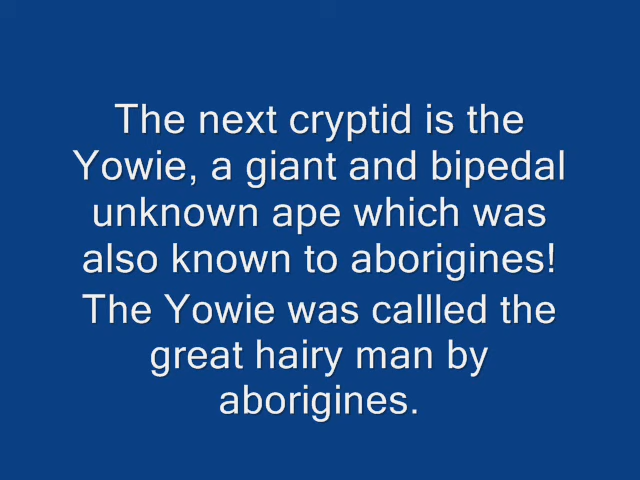 The next cryptid is the
Yowie, a giant and bipedal
unknown ape which was
also known to aborigines!
The Yowie was callled the
great hairy man by
aborigines.